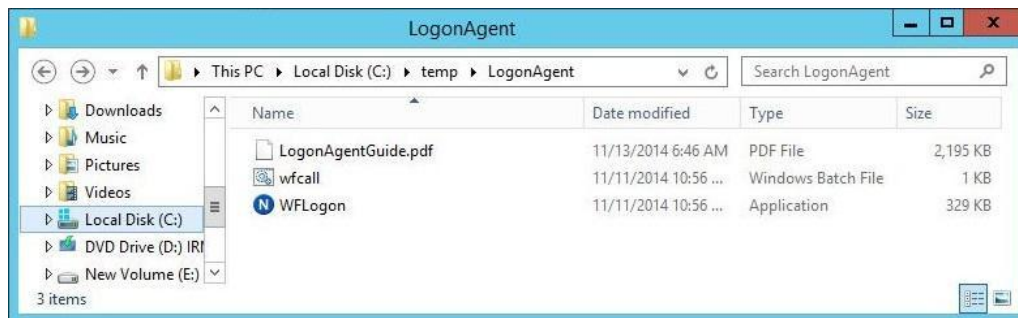 LogonAgent
This PC Local Disk (C:) temp LogonAgent Search LogonAgent
Downloads
Music
Pictures
Videos
Local Disk (C:)
DVD Drive (D:) IRM
New Volume (E:)
Name Date modified Type Size
LogonAgentGuide.pdf 11/13/2014 6:46 AM PDF File 2,195 KB
wfcall 11/11/2014 10:56 ... Windows Batch File 1 KB
N WFLogon 11/11/2014 10:56 ... Application 329 KB
3 items